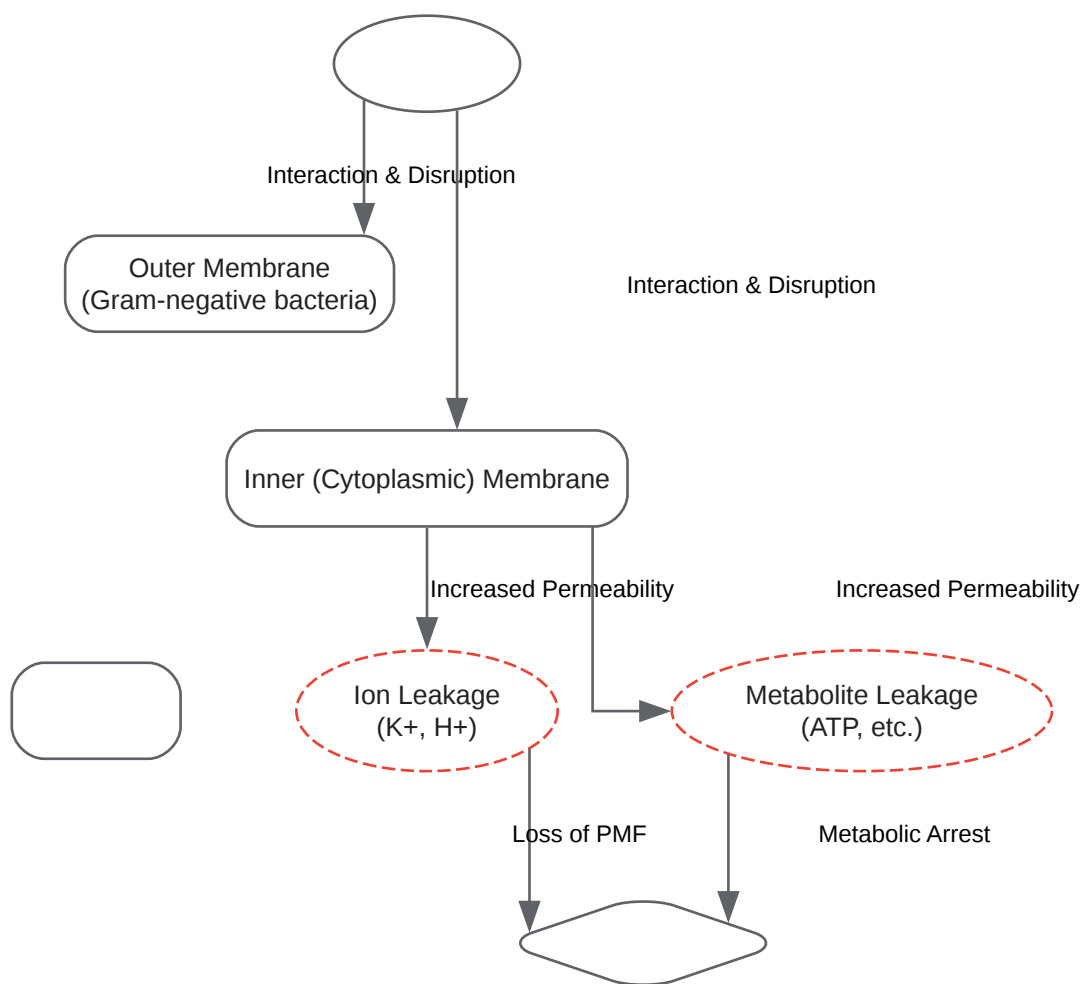 Interaction & Disruption
Outer Membrane
(Gram-negative bacteria)
Interaction & Disruption
Inner (Cytoplasmic) Membrane
Increased Permeability
Increased Permeability
Ion Leakage
(K+, H+)
Metabolite Leakage
(ATP, etc.)
Loss of PMF
Metabolic Arrest